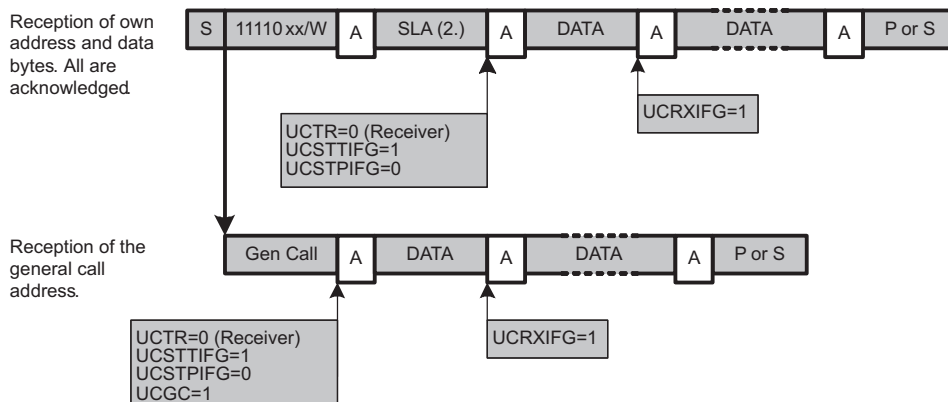 Reception of own
address and data
bytes. All are
acknowledged.
S 11110 xx/W A SLA (2.) A DATA A DATA A P or S
UCTR=0 (Receiver)
UCSTTIFG=1
UCSTPIFG=0
UCRXIFG=1
Reception of the
general call
address.
Gen Call A DATA A DATA A P or S
UCTR=0 (Receiver)
UCSTTIFG=1
UCSTPIFG=0
UCGC=1
UCRXIFG=1